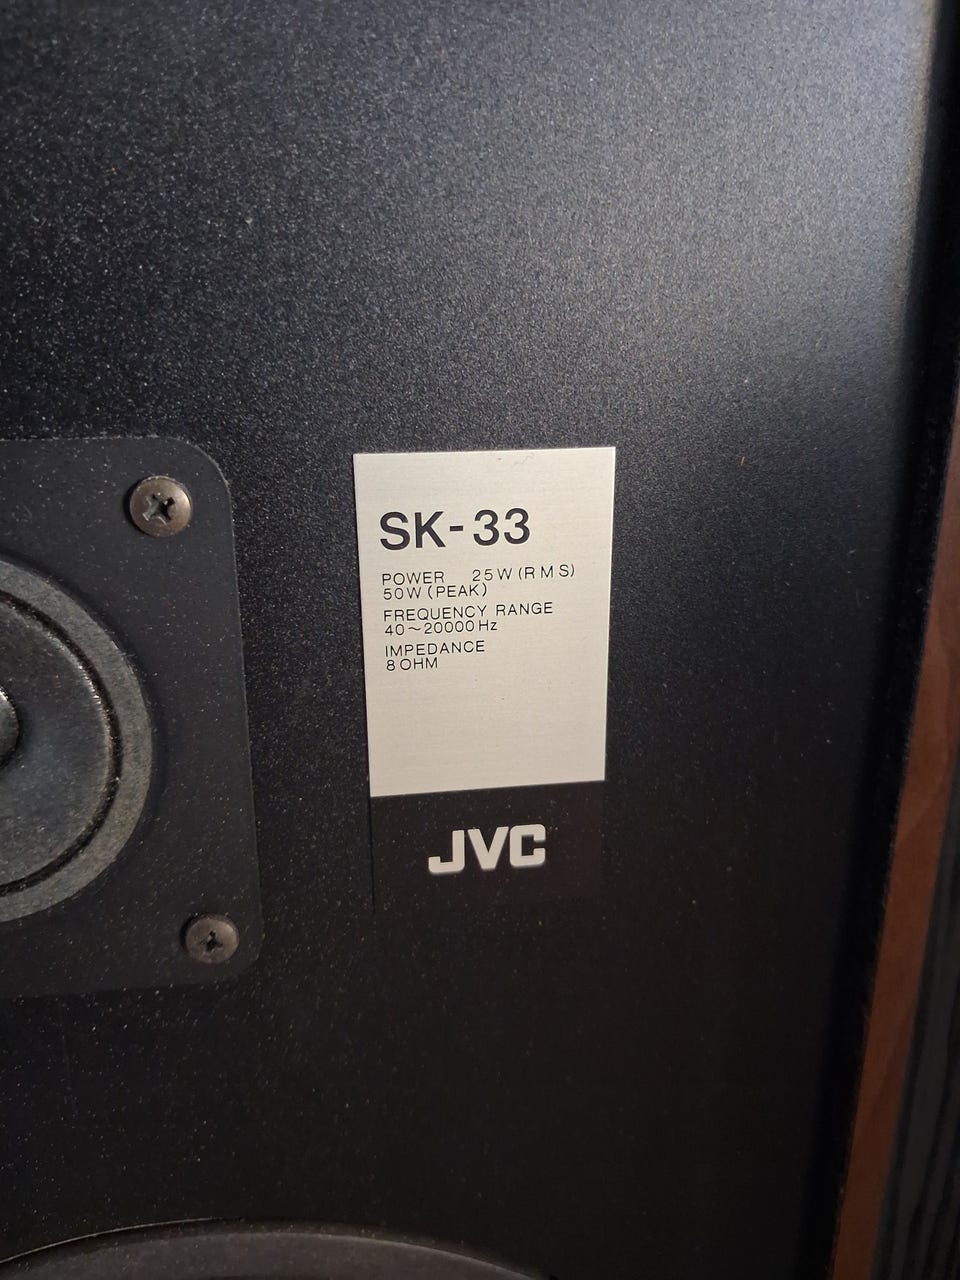 SK-33
POWER 25W (RMS)
50W (PEAK)
FREQUENCY RANGE
40~20000Hz
IMPEDANCE
8 OHM
JVC